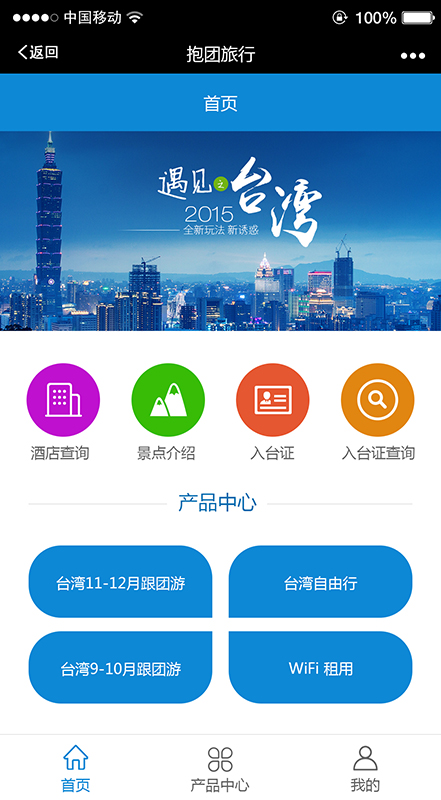 中国移动
100%
返回
抱团旅行
首页
遇见之台湾
2015
全新玩法 新诱惑
酒店查询
景点介绍
入台证
入台证查询
产品中心
台湾11-12月跟团游
台湾自由行
台湾9-10月跟团游
WiFi 租用
首页
产品中心
我的